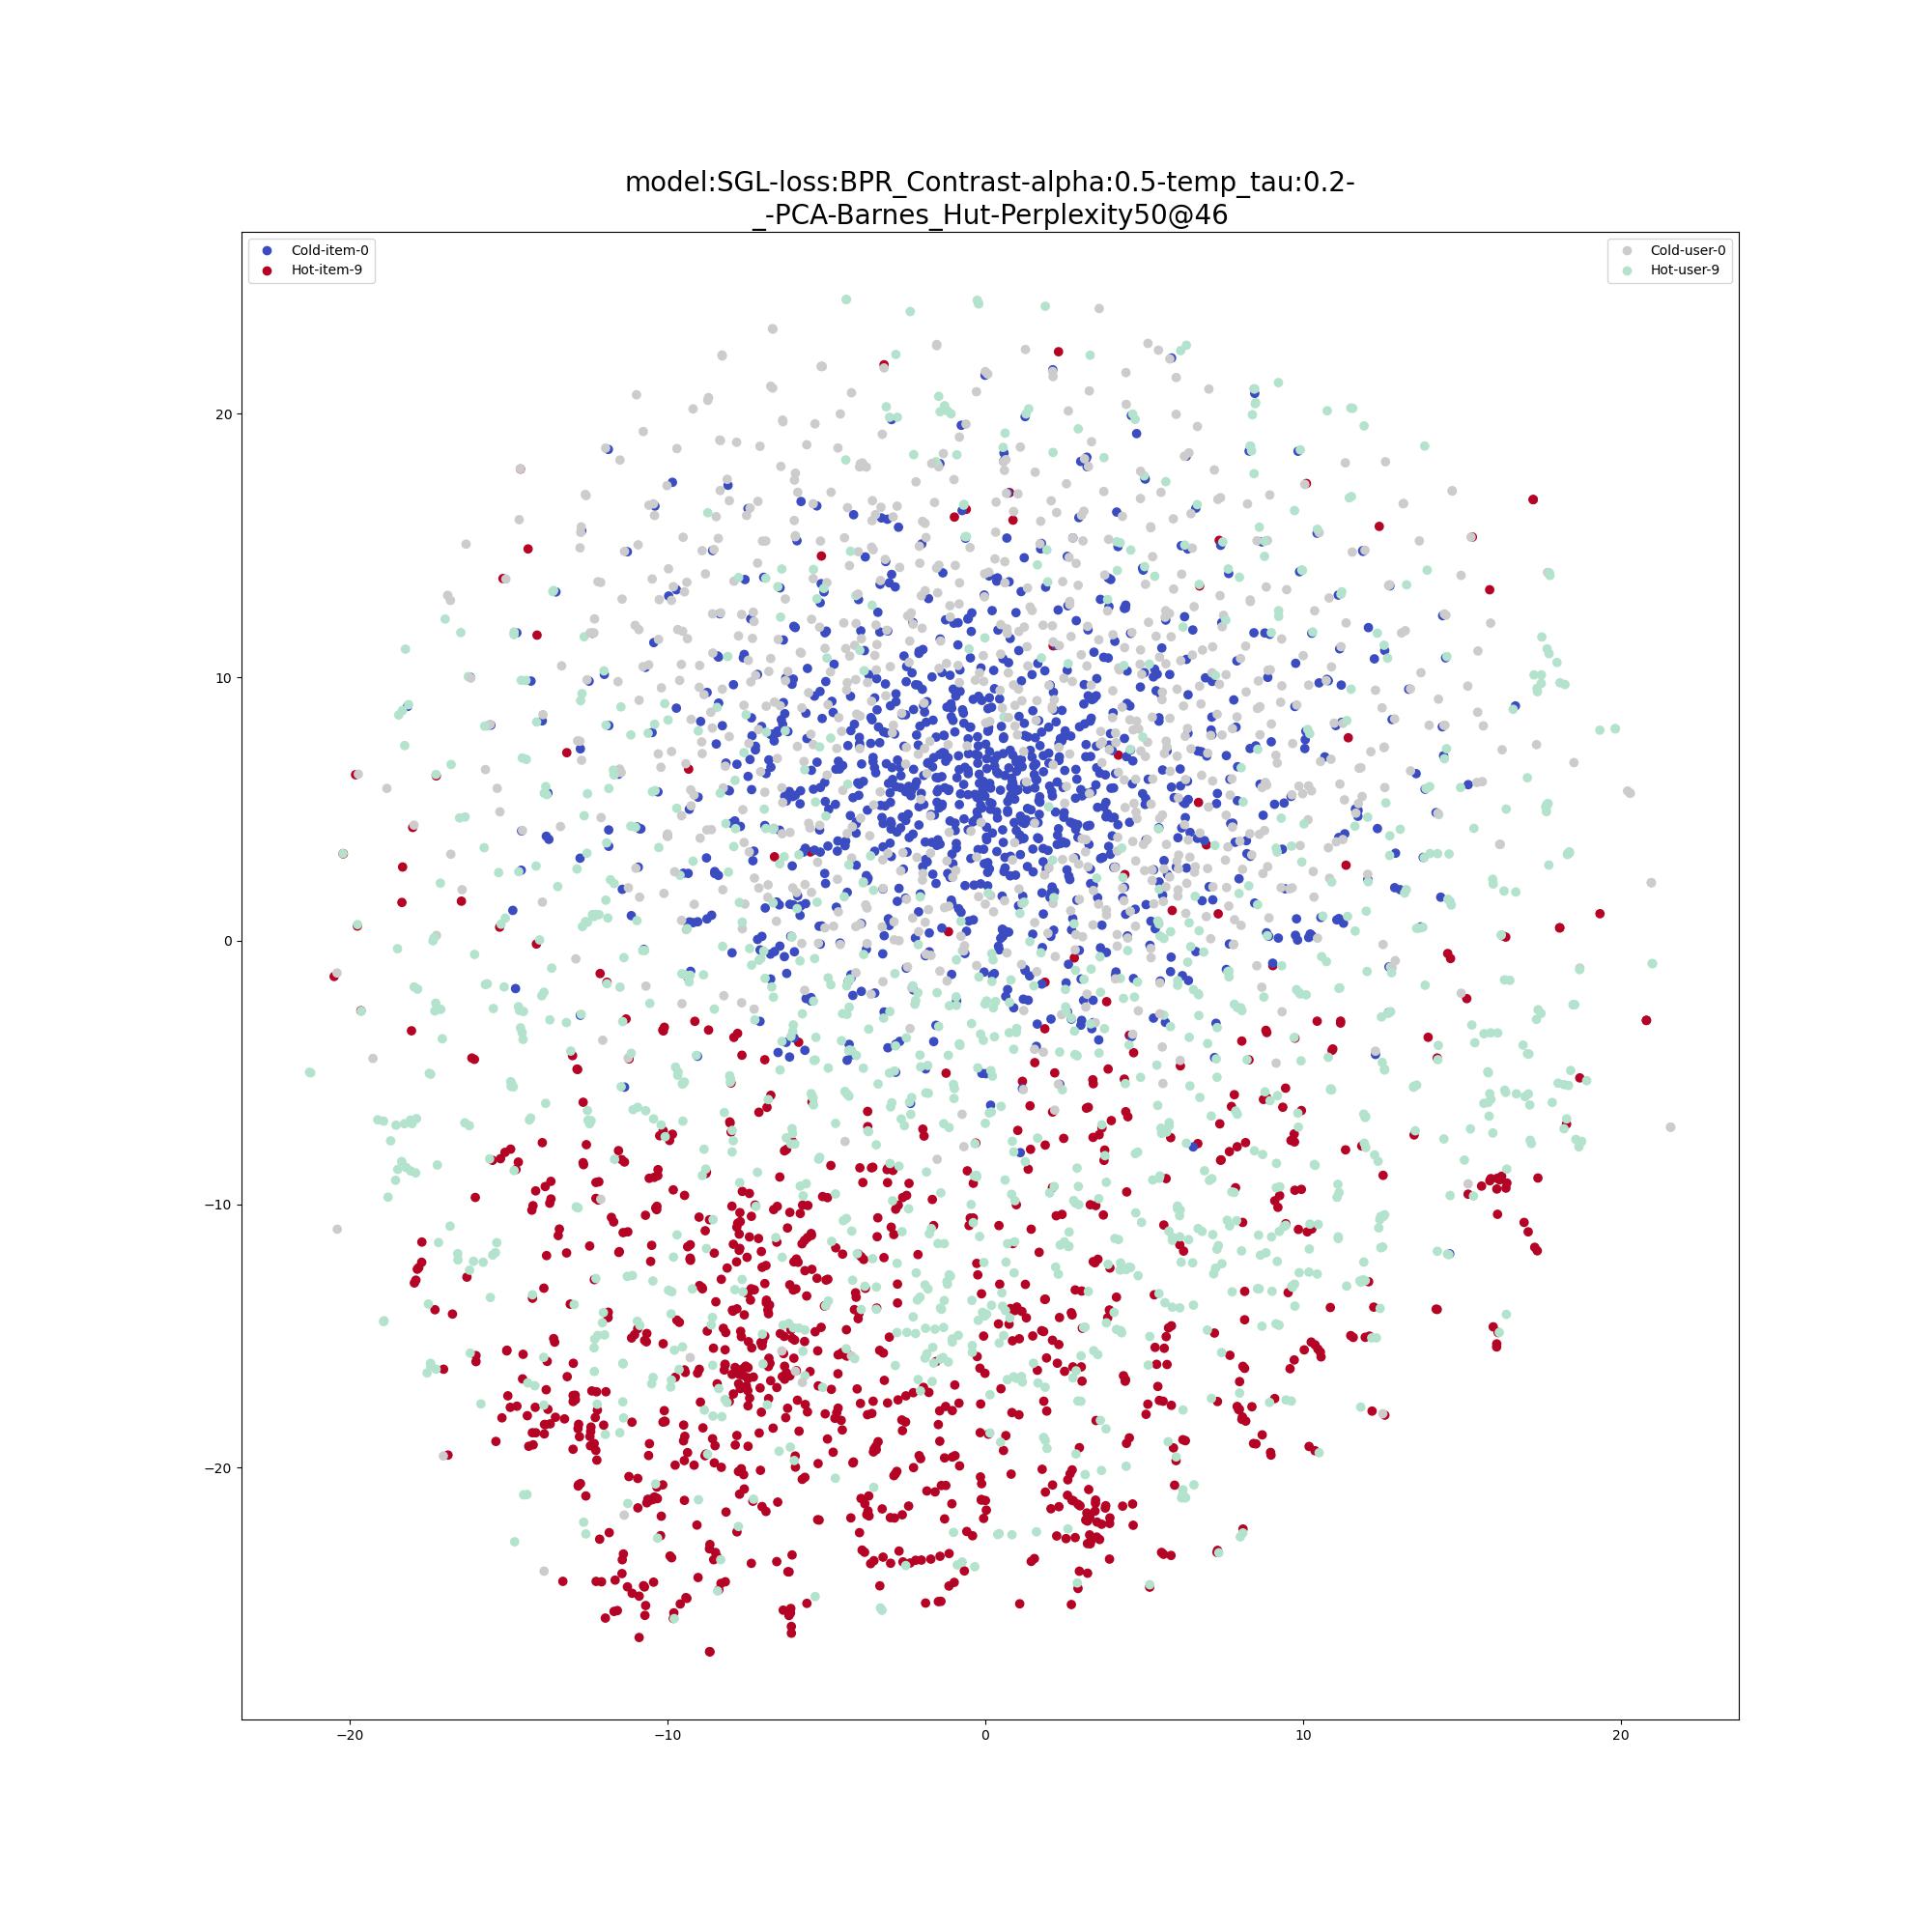 model:SGL-loss:BPR_Contrast-alpha:0.5-temp_tau:0.2-
_-PCA-Barnes_Hut-Perplexity50@46
Cold-item-0
Hot-item-9
Cold-user-0
Hot-user-9
20
10
0
−10
−20
−20
−10
0
10
20